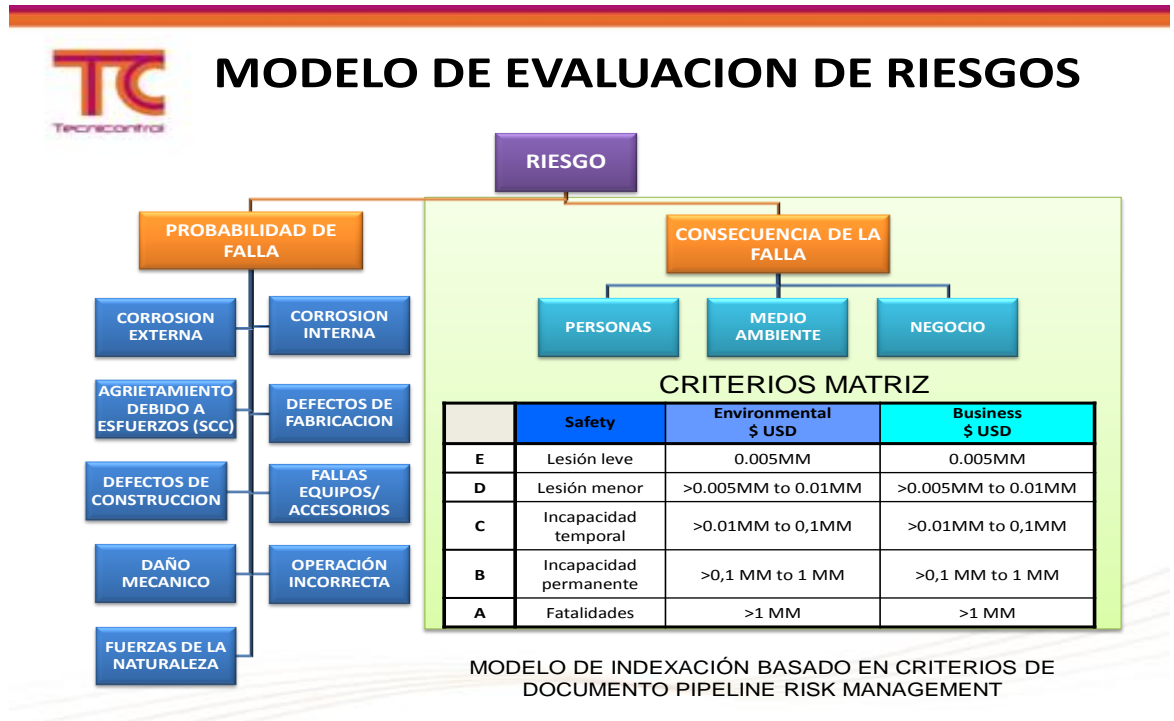 TC
Tecnicontrol
MODELO DE EVALUACION DE RIESGOS
RIESGO
PROBABILIDAD DE
FALLA
CORROSION
EXTERNA
CORROSION
INTERNA
AGRIETAMIENTO
DEBIDO A
ESFUERZOS (SCC)
DEFECTOS DE
FABRICACION
DEFECTOS DE
CONSTRUCCION
FALLAS
EQUIPOS/
ACCESORIOS
DAÑO
MECANICO
OPERACIÓN
INCORRECTA
FUERZAS DE LA
NATURALEZA
CONSECUENCIA DE LA
FALLA
PERSONAS
MEDIO
AMBIENTE
NEGOCIO
CRITERIOS MATRIZ
Safety
Environmental
$ USD
Business
$ USD
E
Lesión leve
0.005MM
0.005MM
D
Lesión menor
>0.005MM to 0.01MM
>0.005MM to 0.01MM
C
Incapacidad
temporal
>0.01MM to 0,1MM
>0.01MM to 0,1MM
B
Incapacidad
permanente
>0,1 MM to 1 MM
>0,1 MM to 1 MM
A
Fatalidades
>1 MM
>1 MM
MODELO DE INDEXACIÓN BASADO EN CRITERIOS DE
DOCUMENTO PIPELINE RISK MANAGEMENT